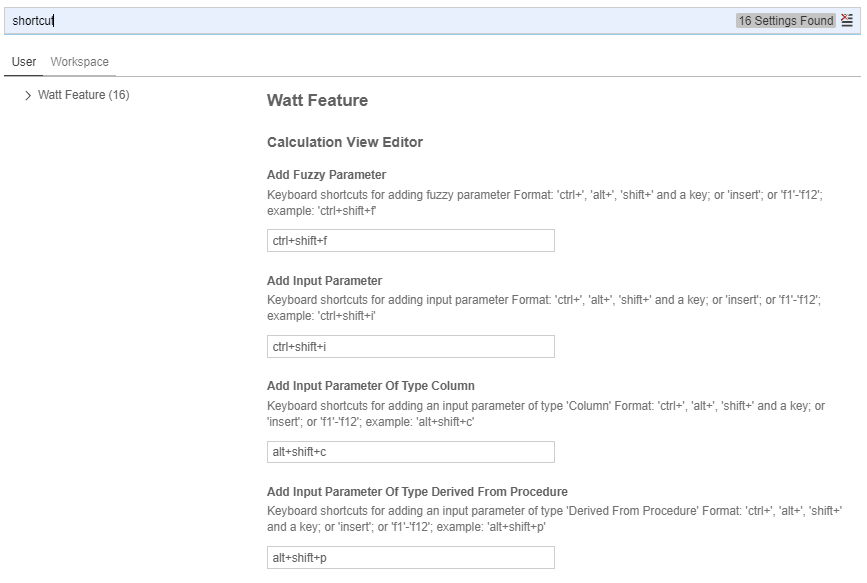 shortcut
16 Settings Found
User Workspace
Watt Feature (16)
Watt Feature
Calculation View Editor
Add Fuzzy Parameter
Keyboard shortcuts for adding fuzzy parameter Format: 'ctrl+', 'alt+', 'shift+' and a key; or 'insert'; or 'f1'-'f12';
example: 'ctrl+shift+f'
ctrl+shift+f
Add Input Parameter
Keyboard shortcuts for adding input parameter Format: 'ctrl+', 'alt+', 'shift+' and a key; or 'insert'; or 'f1'-'f12';
example: 'ctrl+shift+i'
ctrl+shift+i
Add Input Parameter Of Type Column
Keyboard shortcuts for adding an input parameter of type 'Column' Format: 'ctrl+', 'alt+', 'shift+' and a key; or
'insert'; or 'f1'-'f12'; example: 'alt+shift+c'
alt+shift+c
Add Input Parameter Of Type Derived From Procedure
Keyboard shortcuts for adding an input parameter of type 'Derived From Procedure' Format: 'ctrl+', 'alt+', 'shift+'
and a key; or 'insert'; or 'f1'-'f12'; example: 'alt+shift+p'
alt+shift+p